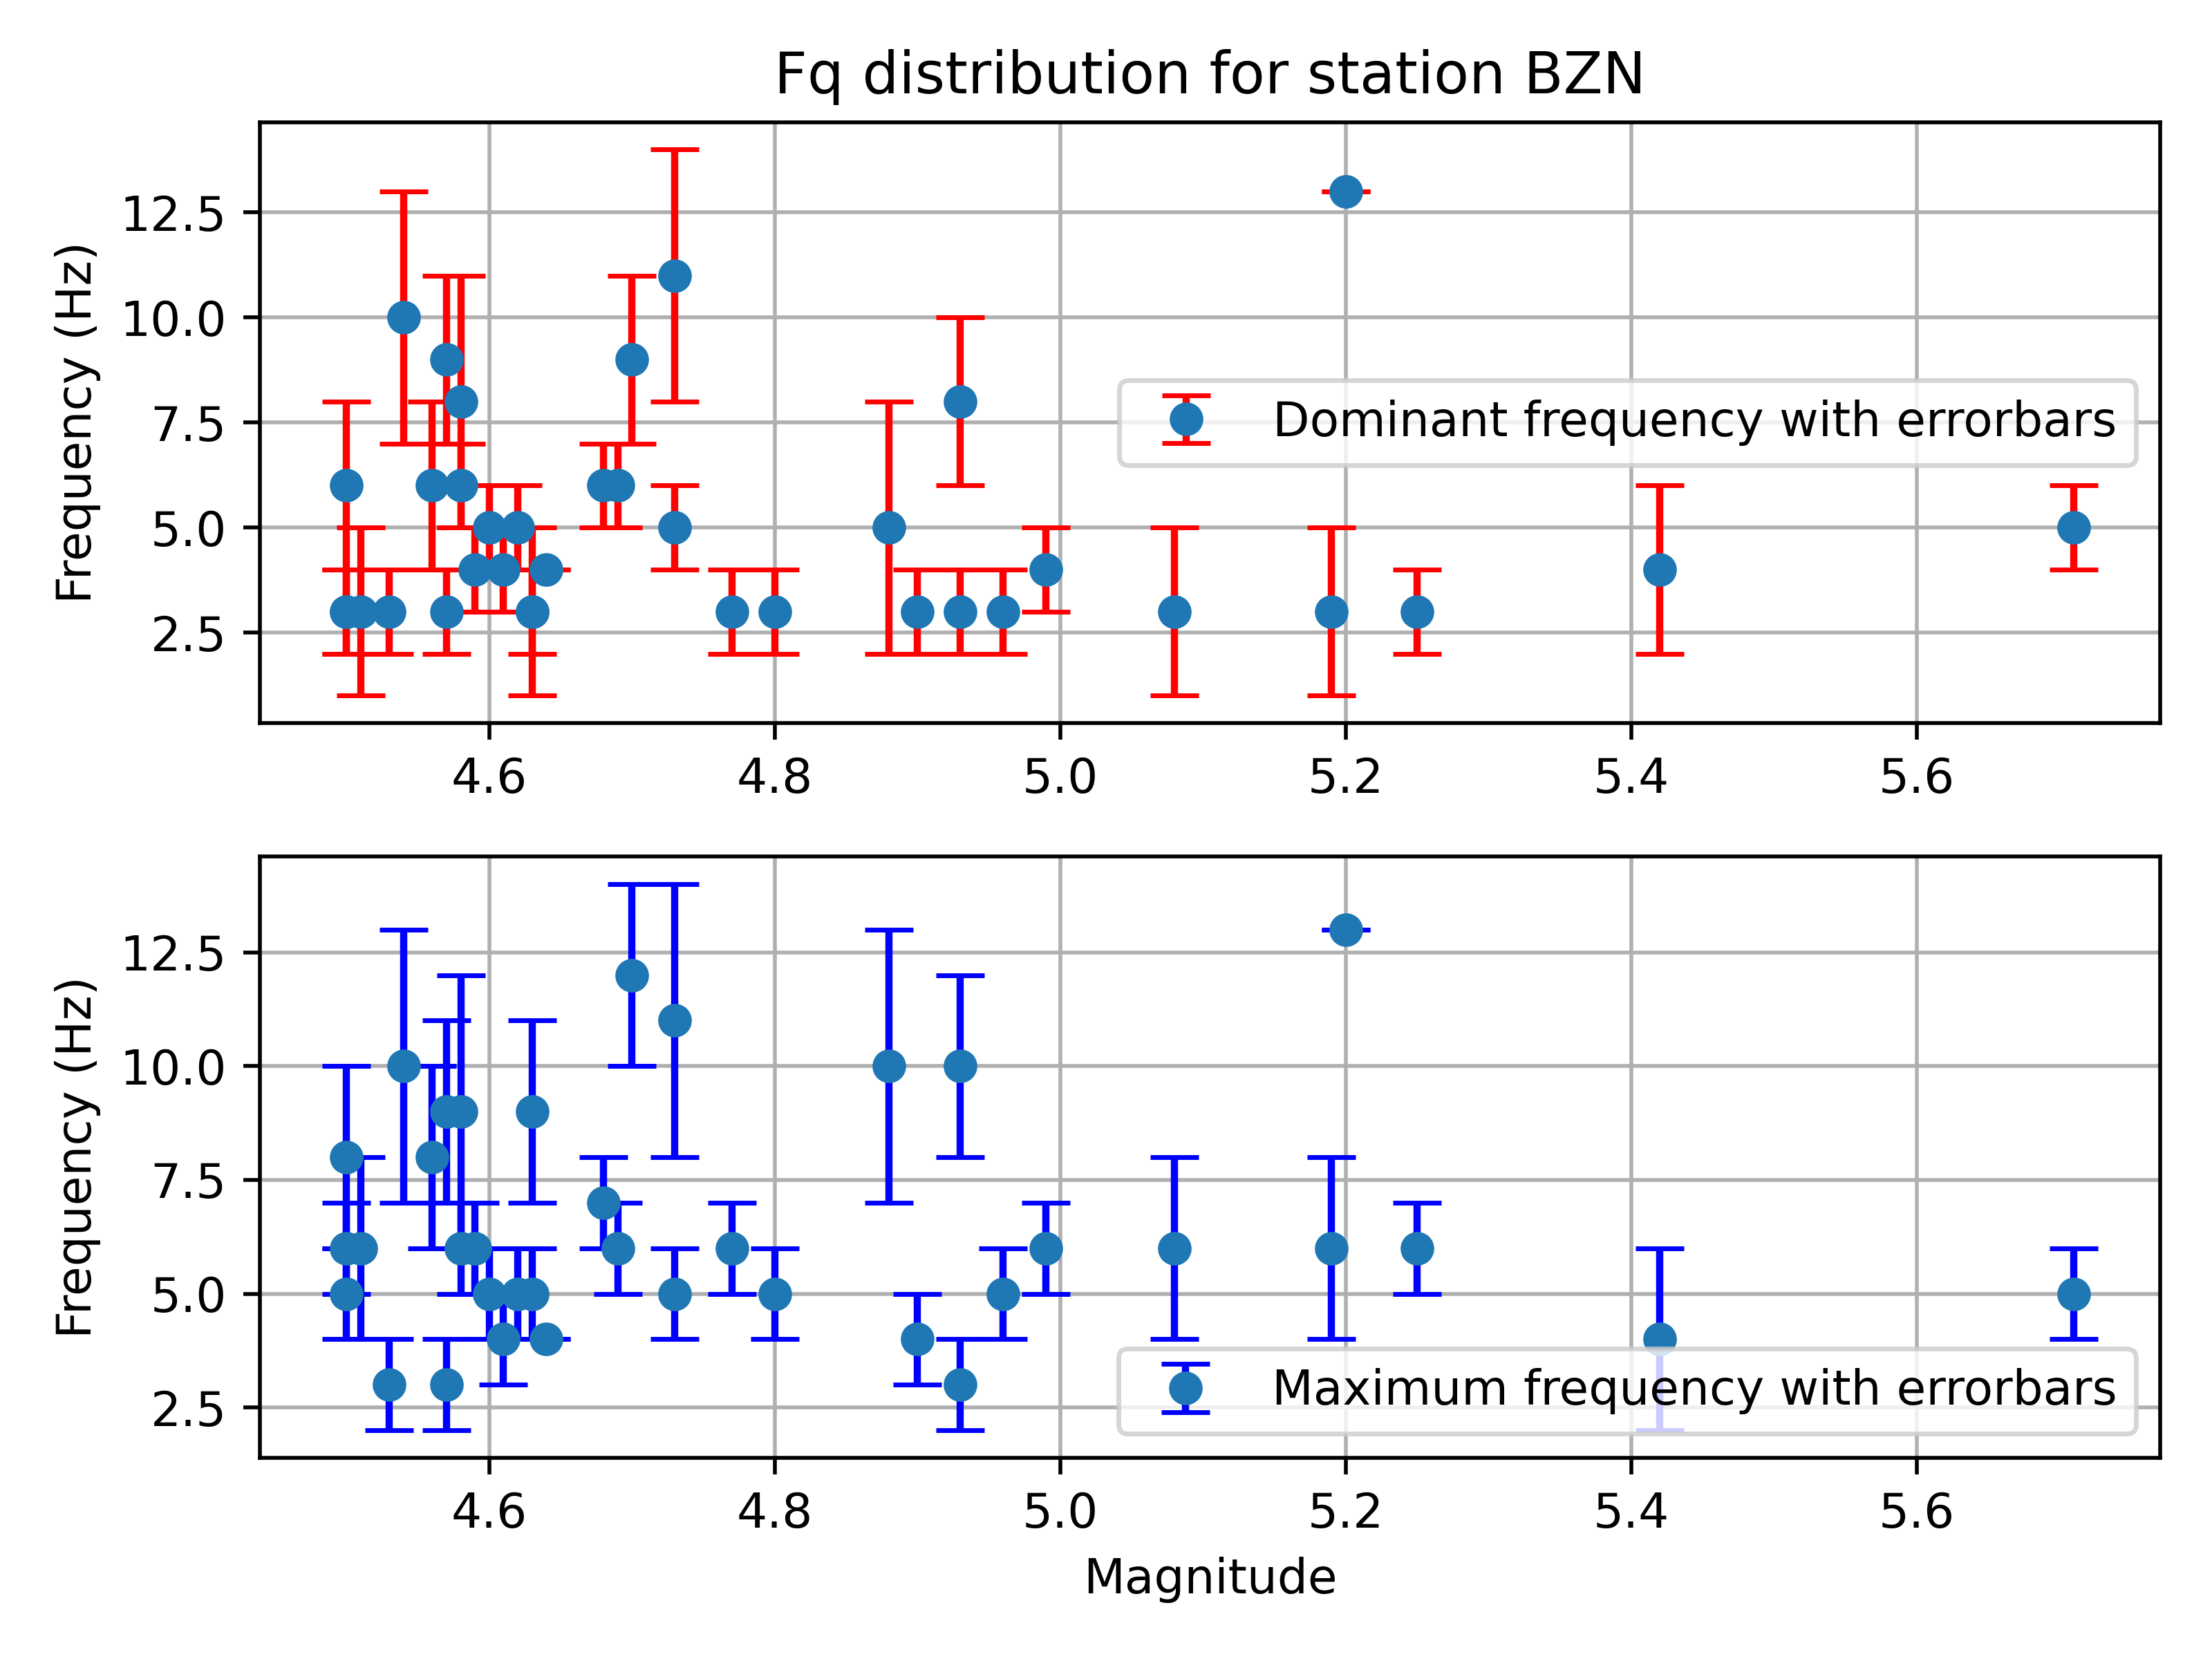 Fq distribution for station BZN
Frequency (Hz)
12.5
10.0
7.5
5.0
2.5
Dominant frequency with errorbars
4.6 4.8 5.0 5.2 5.4 5.6
Frequency (Hz)
12.5
10.0
7.5
5.0
2.5
Maximum frequency with errorbars
4.6 4.8 5.0 5.2 5.4 5.6
Magnitude